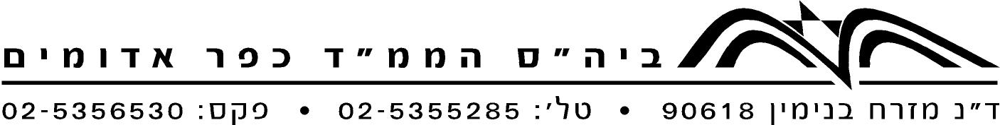 ביה״ס הממ״ד כפר אדומים
ד״נ מזרח בנימין 90618 • טל׳: 02-5355285 • פקס: 02-5356530